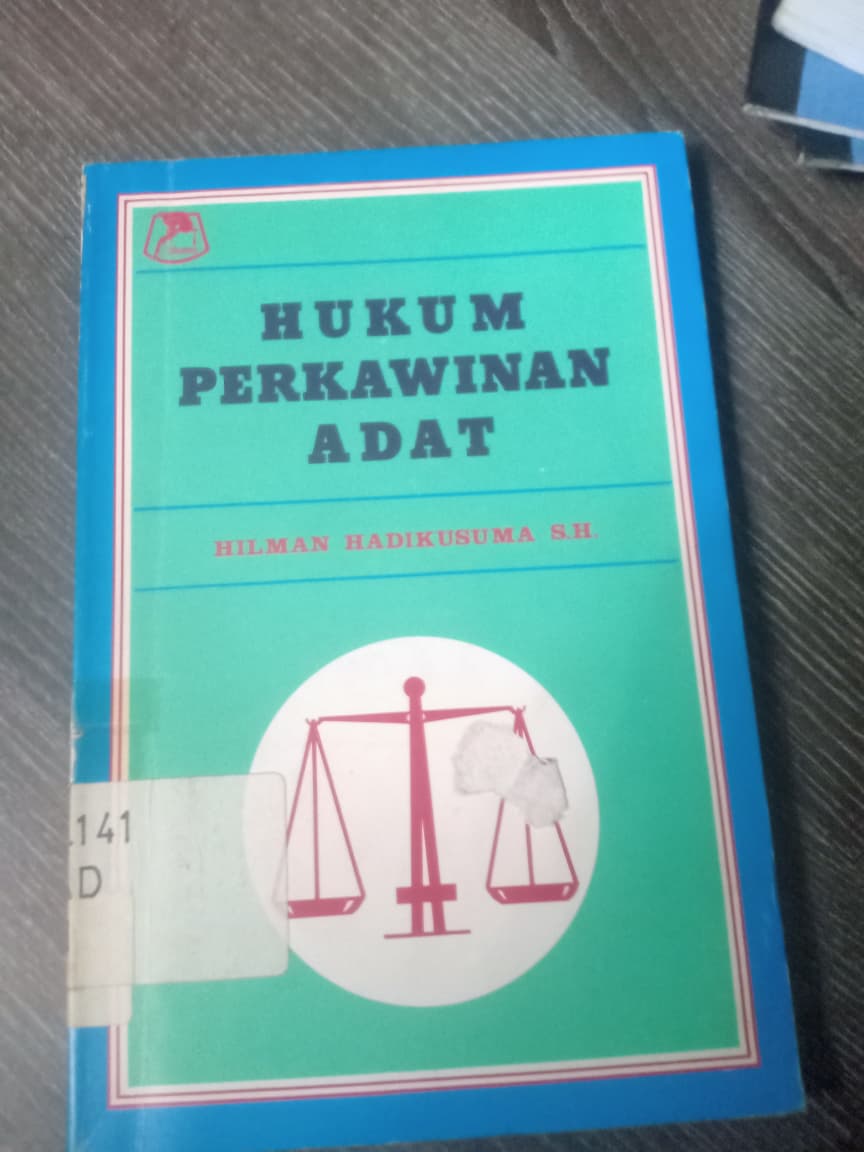 HUKUM
PERKAWINAN
ADAT
HILMAN HADIKUSUMA S.H.
.141
D